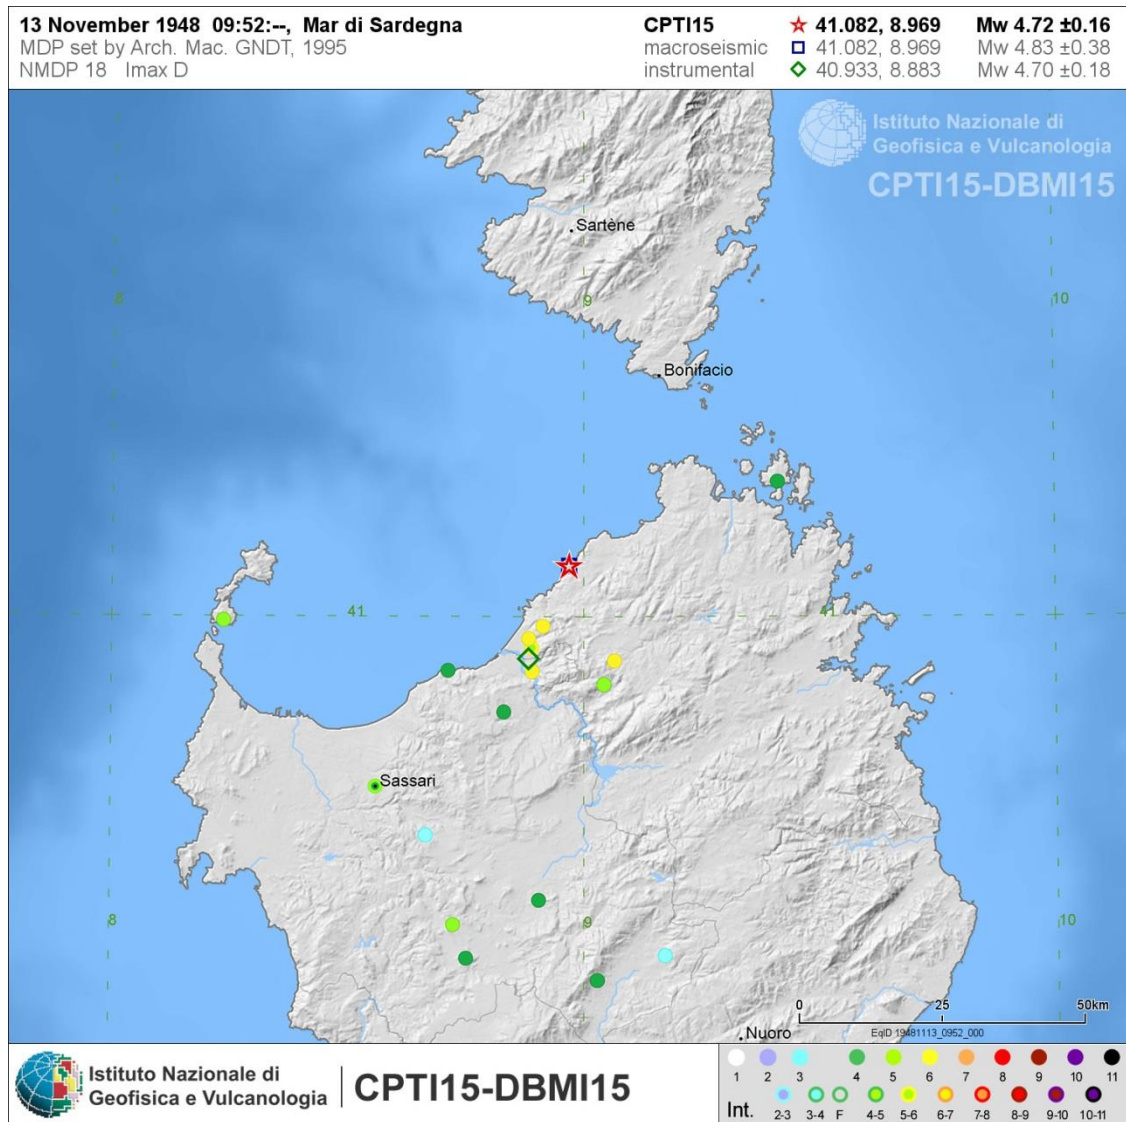 13 November 1948 09:52:--, Mar di Sardegna
MDP set by Arch. Mac. GNDT, 1995
NMDP 18 Imax D
CPTI15 41.082, 8.969 Mw 4.72 ±0.16
macroseismic 41.082, 8.969 Mw 4.83 ±0.38
instrumental 40.933, 8.883 Mw 4.70 ±0.18
Istituto Nazionale di
Geofisica e Vulcanologia
CPTI15-DBMI15
Sartène
8
9
10
Bonifacio
41
41
Sassari
8
9
10
0 25 50km
EqID 19481113_0952_000
Nuoro
Istituto Nazionale di
Geofisica e Vulcanologia
CPTI15-DBMI15
1 2 3 4 5 6 7 8 9 10 11
Int. 2-3 3-4 F 4-5 5-6 6-7 7-8 8-9 9-10 10-11